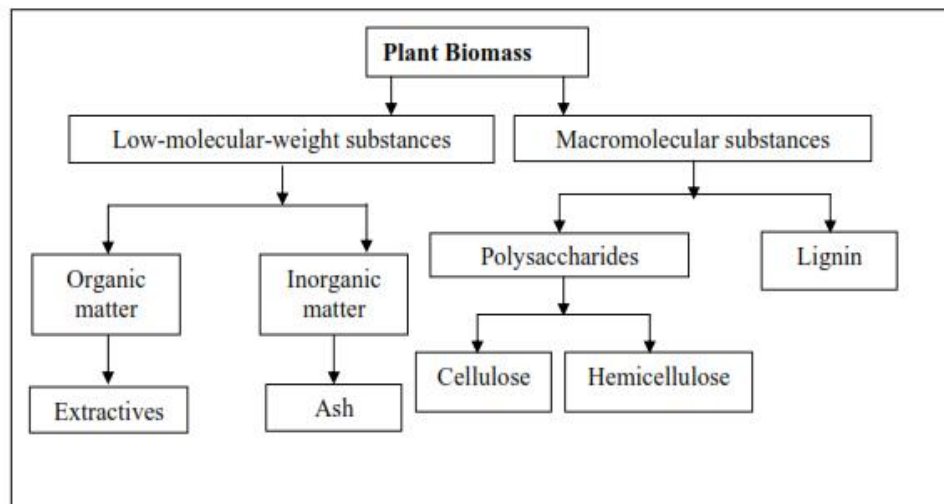 Plant Biomass
Low-molecular-weight substances
Macromolecular substances
Organic
matter
Inorganic
matter
Polysaccharides
Lignin
Extractives
Ash
Cellulose
Hemicellulose